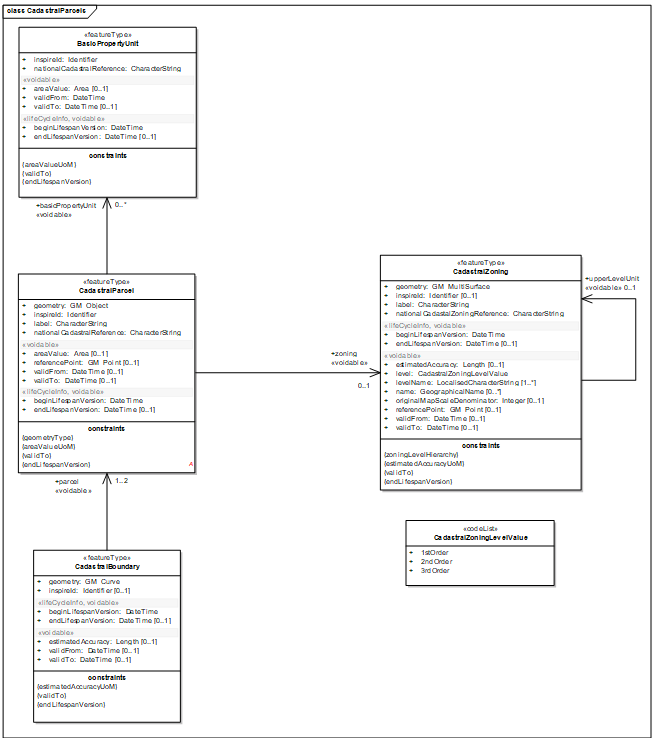 class CadastralParcels
«featureType»
BasicPropertyUnit
+ inspireId: Identifier
+ nationalCadastralReference: CharacterString
«voidable»
+ areaValue: Area [0..1]
+ validFrom: DateTime
+ validTo: DateTime [0..1]
«lifeCycleInfo, voidable»
+ beginLifespanVersion: DateTime
+ endLifespanVersion: DateTime [0..1]
constraints
{areaValueUoM}
{validTo}
{endLifespanVersion}
+basicPropertyUnit 0..*
«voidable»
«featureType»
CadastralParcel
+ geometry: GM_Object
+ inspireId: Identifier
+ label: CharacterString
+ nationalCadastralReference: CharacterString
«voidable»
+ areaValue: Area [0..1]
+ referencePoint: GM_Point [0..1]
+ validFrom: DateTime [0..1]
+ validTo: DateTime [0..1]
«lifeCycleInfo, voidable»
+ beginLifespanVersion: DateTime
+ endLifespanVersion: DateTime [0..1]
constraints
{geometryType}
{areaValueUoM}
{validTo}
{endLifespanVersion}
A
+zoning
«voidable»
0..1
«featureType»
CadastralZoning
+ geometry: GM_MultiSurface
+ inspireId: Identifier [0..1]
+ label: CharacterString
+ nationalCadastalZoningReference: CharacterString
«lifeCycleInfo, voidable»
+ beginLifespanVersion: DateTime
+ endLifespanVersion: DateTime [0..1]
«voidable»
+ estimatedAccuracy: Length [0..1]
+ level: CadastralZoningLevelValue
+ levelName: LocalisedCharacterString [1..*]
+ name: GeographicalName [0..*]
+ originalMapScaleDenominator: Integer [0..1]
+ referencePoint: GM_Point [0..1]
+ validFrom: DateTime [0..1]
+ validTo: DateTime [0..1]
constraints
{zoningLevelHierarchy}
{estimatedAccuracyUoM}
{validTo}
{endLifespanVersion}
+upperLevelUnit
«voidable» 0..1
+parcel 1..2
«voidable»
«featureType»
CadastralBoundary
+ geometry: GM_Curve
+ inspireId: Identifier [0..1]
«lifeCycleInfo, voidable»
+ beginLifespanVersion: DateTime
+ endLifespanVersion: DateTime [0..1]
«voidable»
+ estimatedAccuracy: Length [0..1]
+ validFrom: DateTime [0..1]
+ validTo: DateTime [0..1]
constraints
{estimatedAccuracyUoM}
{validTo}
{endLifespanVersion}
«codeList»
CadastralZoningLevelValue
+ 1stOrder
+ 2ndOrder
+ 3rdOrder